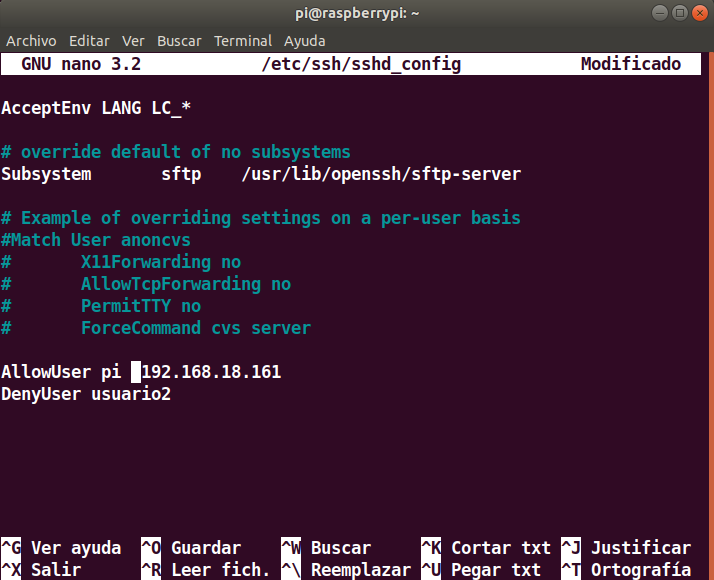 pi@raspberrypi: ~
Archivo Editar Ver Buscar Terminal Ayuda
GNU nano 3.2 /etc/ssh/sshd_config Modificado
AcceptEnv LANG LC_*
# override default of no subsystems
Subsystem sftp /usr/lib/openssh/sftp-server
# Example of overriding settings on a per-user basis
#Match User anoncvs
# X11Forwarding no
# AllowTcpForwarding no
# PermitTTY no
# ForceCommand cvs server
AllowUser pi 192.168.18.161
DenyUser usuario2
^G Ver ayuda ^O Guardar ^W Buscar ^K Cortar txt ^J Justificar
^X Salir ^R Leer fich. ^\ Reemplazar ^U Pegar txt ^T Ortografía